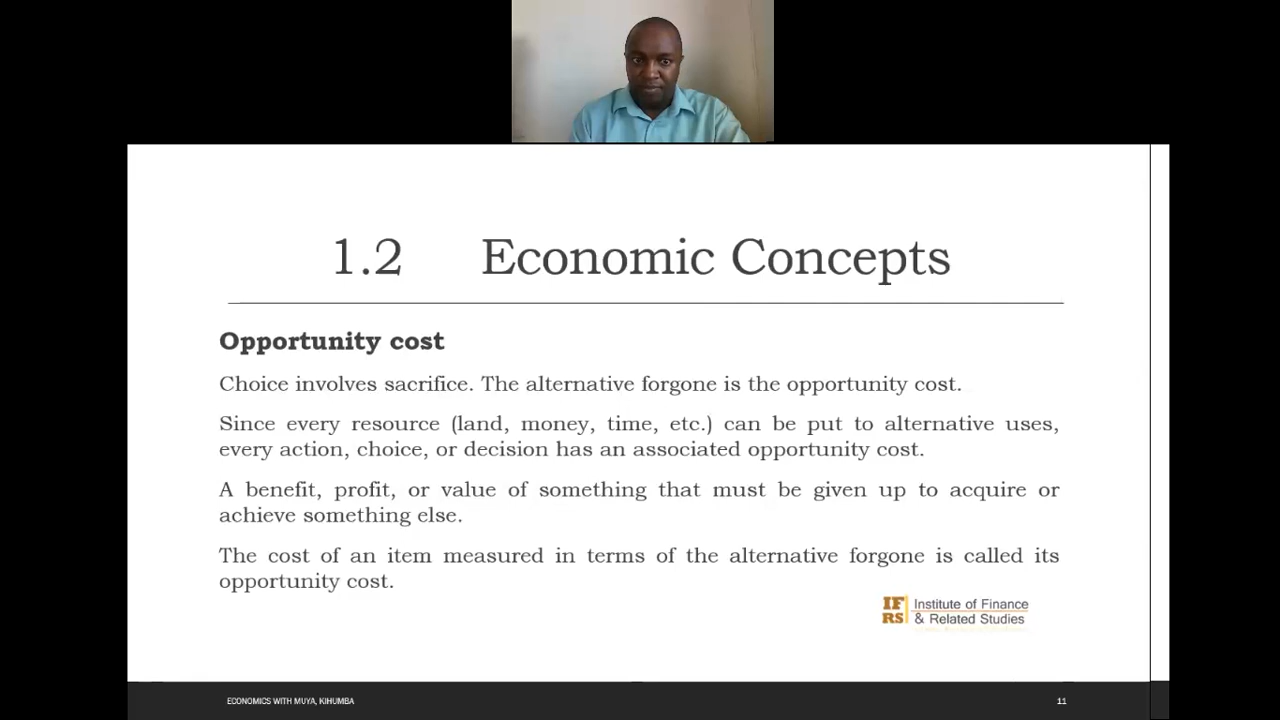 1.2 Economic Concepts
Opportunity cost
Choice involves sacrifice. The alternative forgone is the opportunity cost.
Since every resource (land, money, time, etc.) can be put to alternative uses,
every action, choice, or decision has an associated opportunity cost.
A benefit, profit, or value of something that must be given up to acquire or
achieve something else.
The cost of an item measured in terms of the alternative forgone is called its
opportunity cost.
IF
RS
Institute of Finance
& Related Studies
ECONOMICS WITH MUYA, KIHUMBA
11